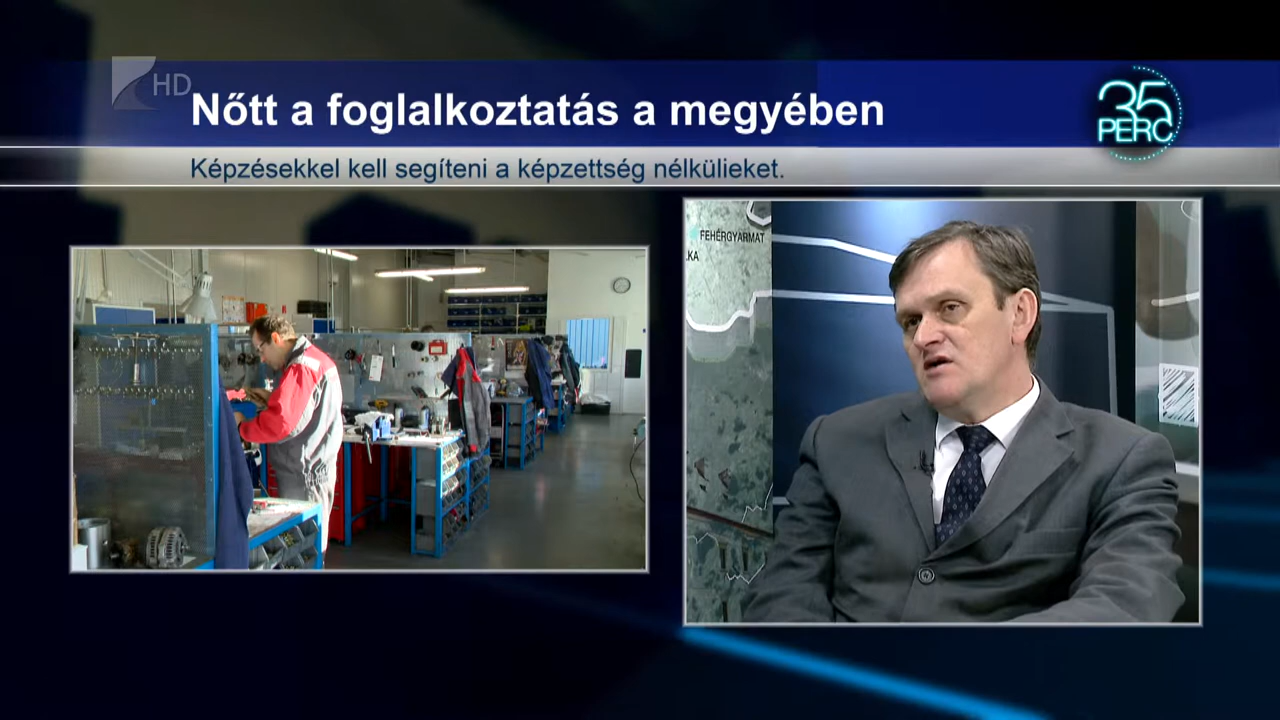 HD
Nőtt a foglalkoztatás a megyében
35
PERC
Képzésekkel kell segíteni a képzettség nélkülieket.
FEHÉRGYARMAT
.KA